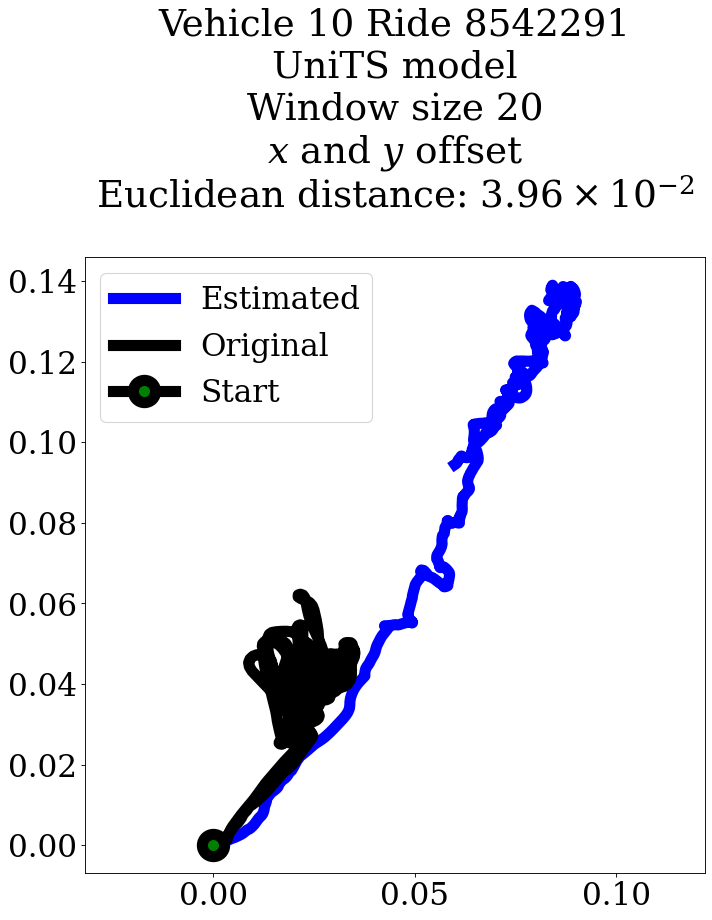 Vehicle 10 Ride 8542291
UniTS model
Window size 20
x and y offset
Euclidean distance: 3.96 × 10⁻²
Estimated
Original
Start
0.14
0.12
0.10
0.08
0.06
0.04
0.02
0.00
0.00 0.05 0.10